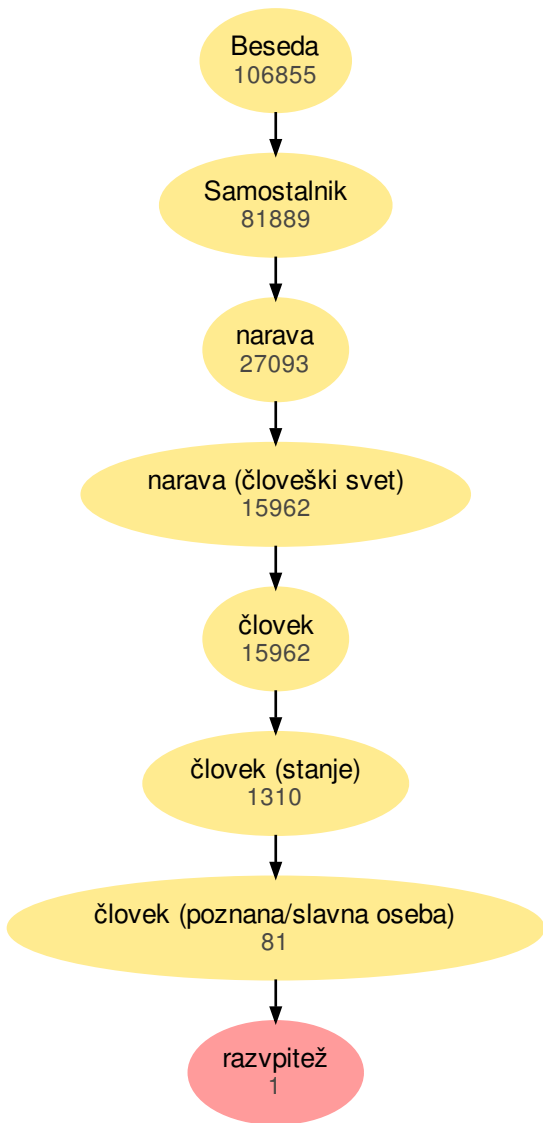 Beseda
106855
Samostalnik
81889
narava
27093
narava (človeški svet)
15962
človek
15962
človek (stanje)
1310
človek (poznana/slavna oseba)
81
razvpitež
1